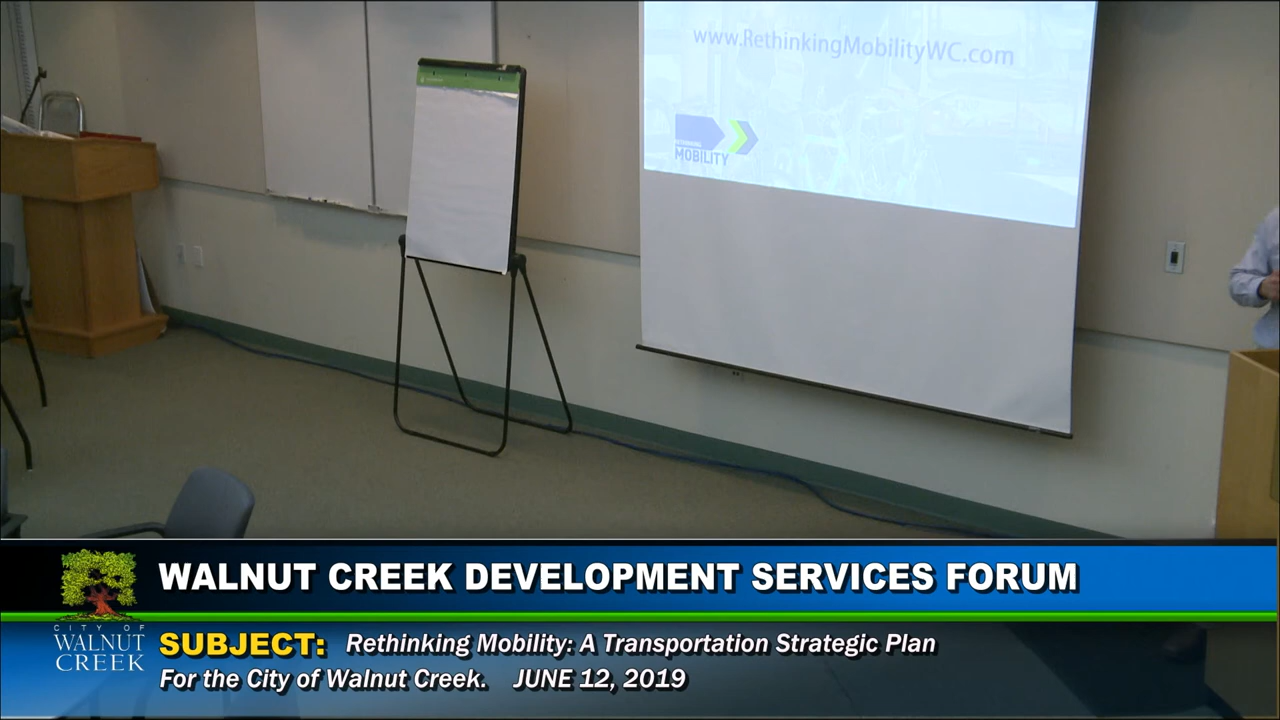 www.RethinkingMobilityWC.com
RETHINKING
MOBILITY
WALNUT CREEK DEVELOPMENT SERVICES FORUM
CITY OF
WALNUT
CREEK
SUBJECT: Rethinking Mobility: A Transportation Strategic Plan
For the City of Walnut Creek. JUNE 12, 2019